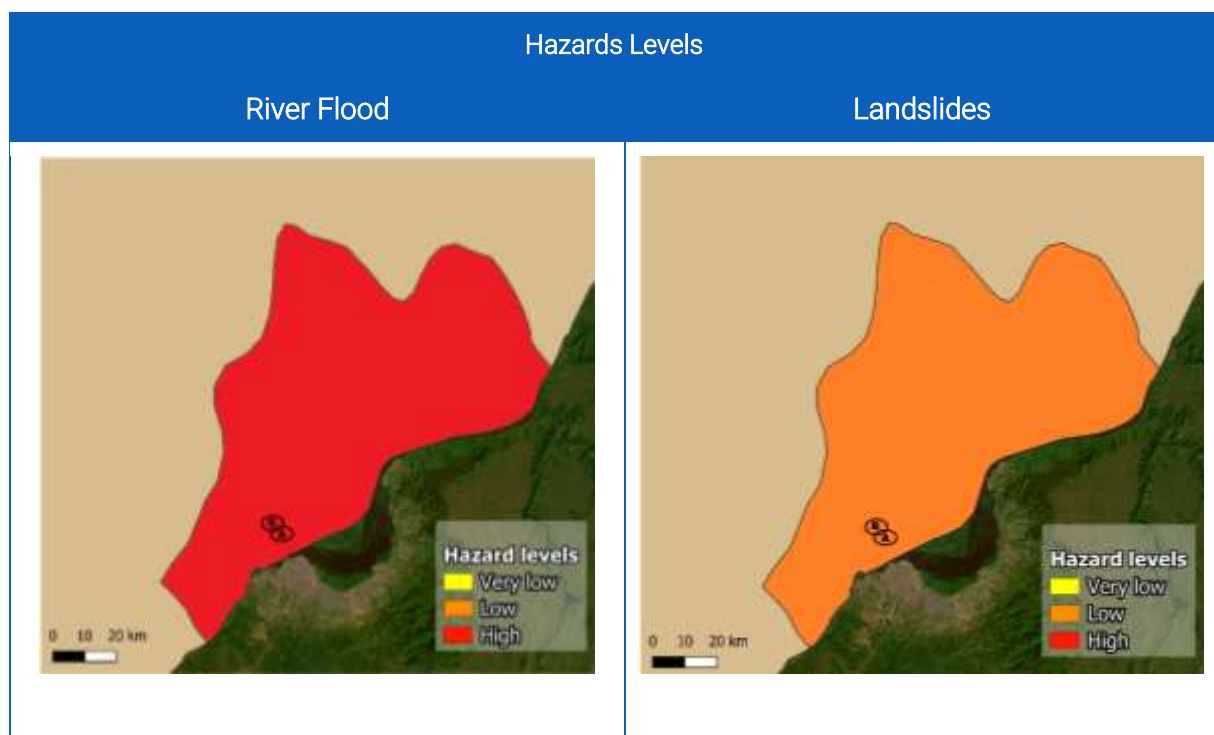 Hazards Levels
River Flood
Landslides
Hazard levels
Very low
Low
High
0 10 20 km
Hazard levels
Very low
Low
High
0 10 20 km